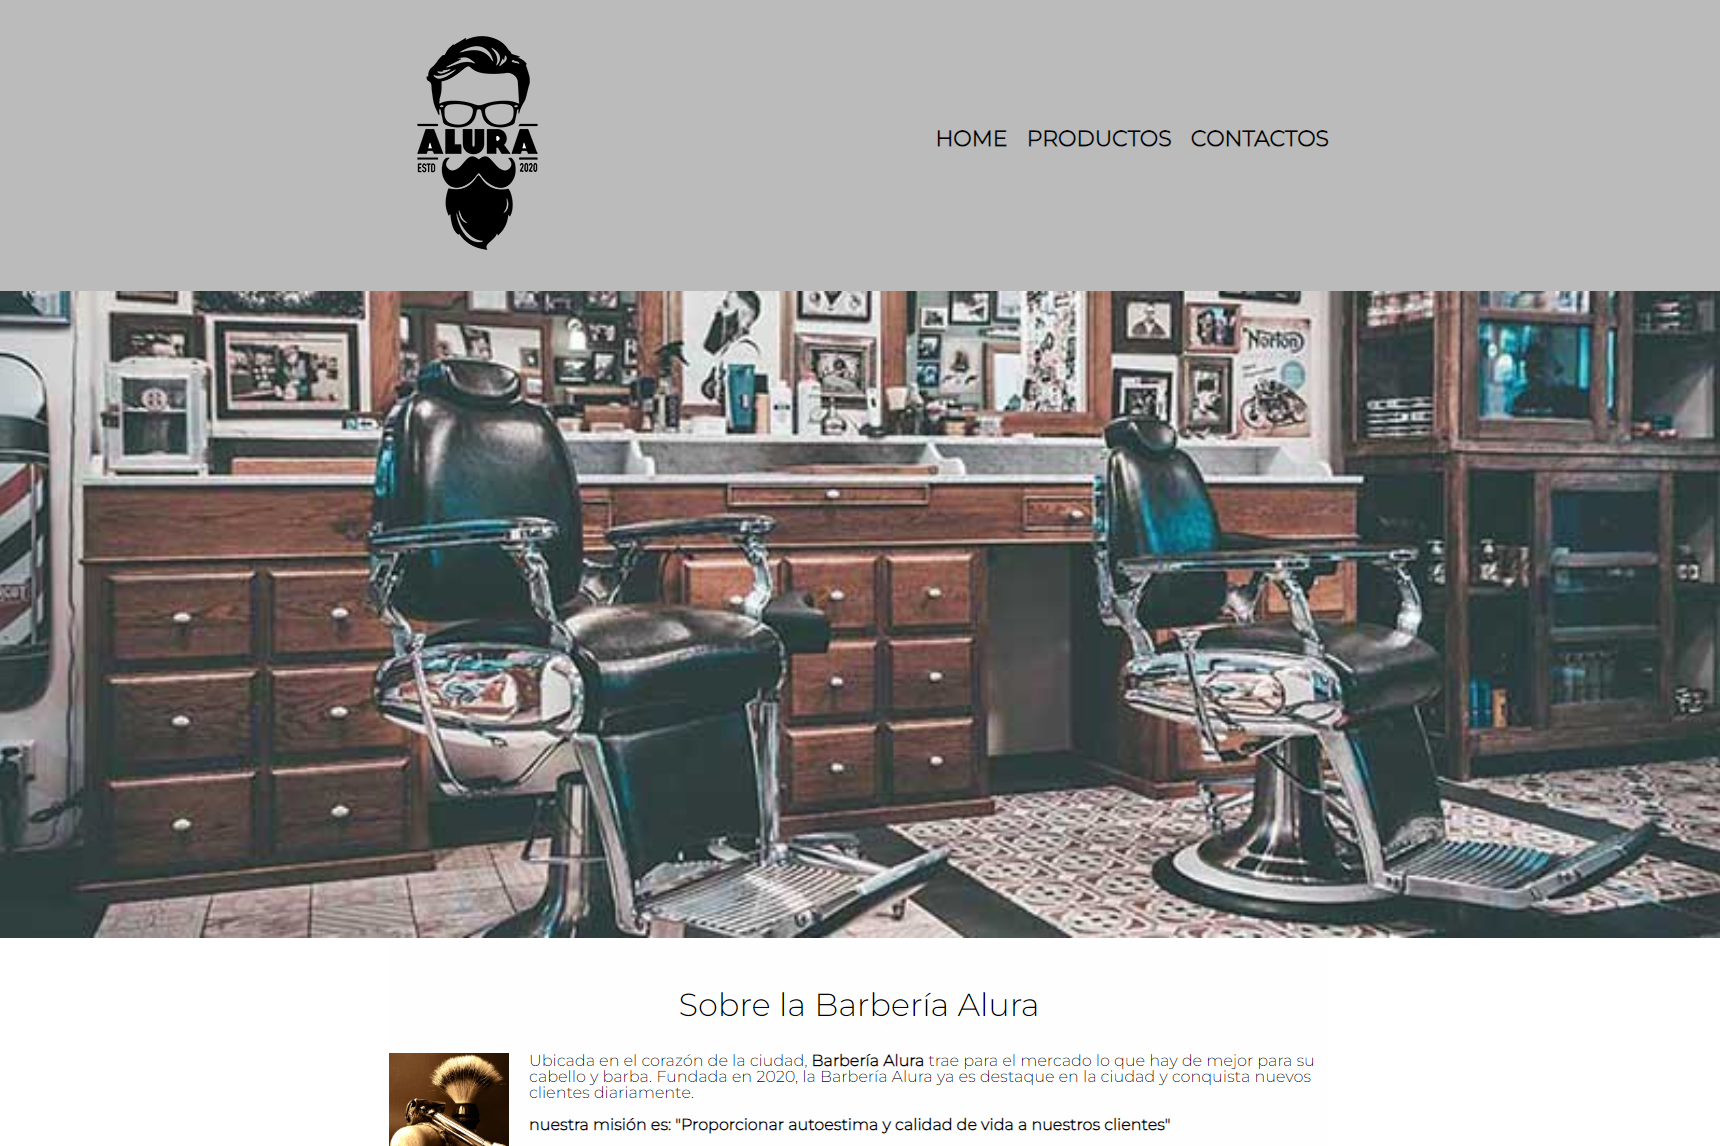 ALURA
ESTD 2020
HOME PRODUCTOS CONTACTOS
Norton
Sobre la Barbería Alura
Ubicada en el corazón de la ciudad, Barbería Alura trae para el mercado lo que hay de mejor para su
cabello y barba. Fundada en 2020, la Barbería Alura ya es destaque en la ciudad y conquista nuevos
clientes diariamente.
nuestra misión es: "Proporcionar autoestima y calidad de vida a nuestros clientes"